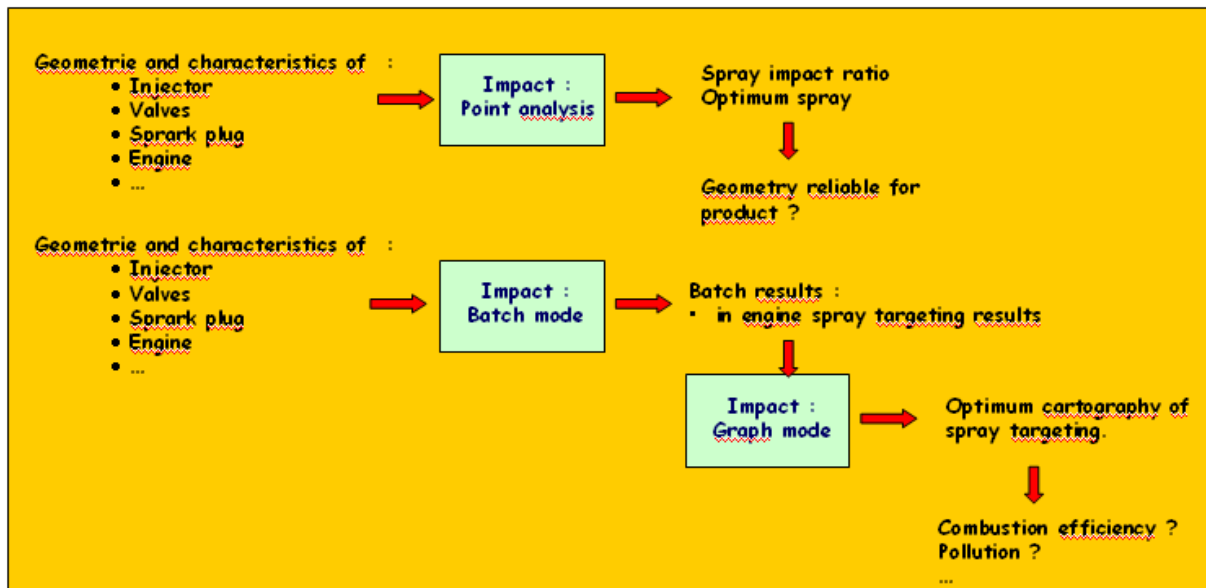 Geometrie and characteristics of :
• Injector
• Valves
• Sprark plug
• Engine
• ...
Impact :
Point analysis
Spray impact ratio
Optimum spray
Geometry reliable for
product ?
Geometrie and characteristics of :
• Injector
• Valves
• Sprark plug
• Engine
• ...
Impact :
Batch mode
Batch results :
• in engine spray targeting results
Impact :
Graph mode
Optimum cartography of
spray targeting.
Combustion efficiency ?
Pollution ?
...